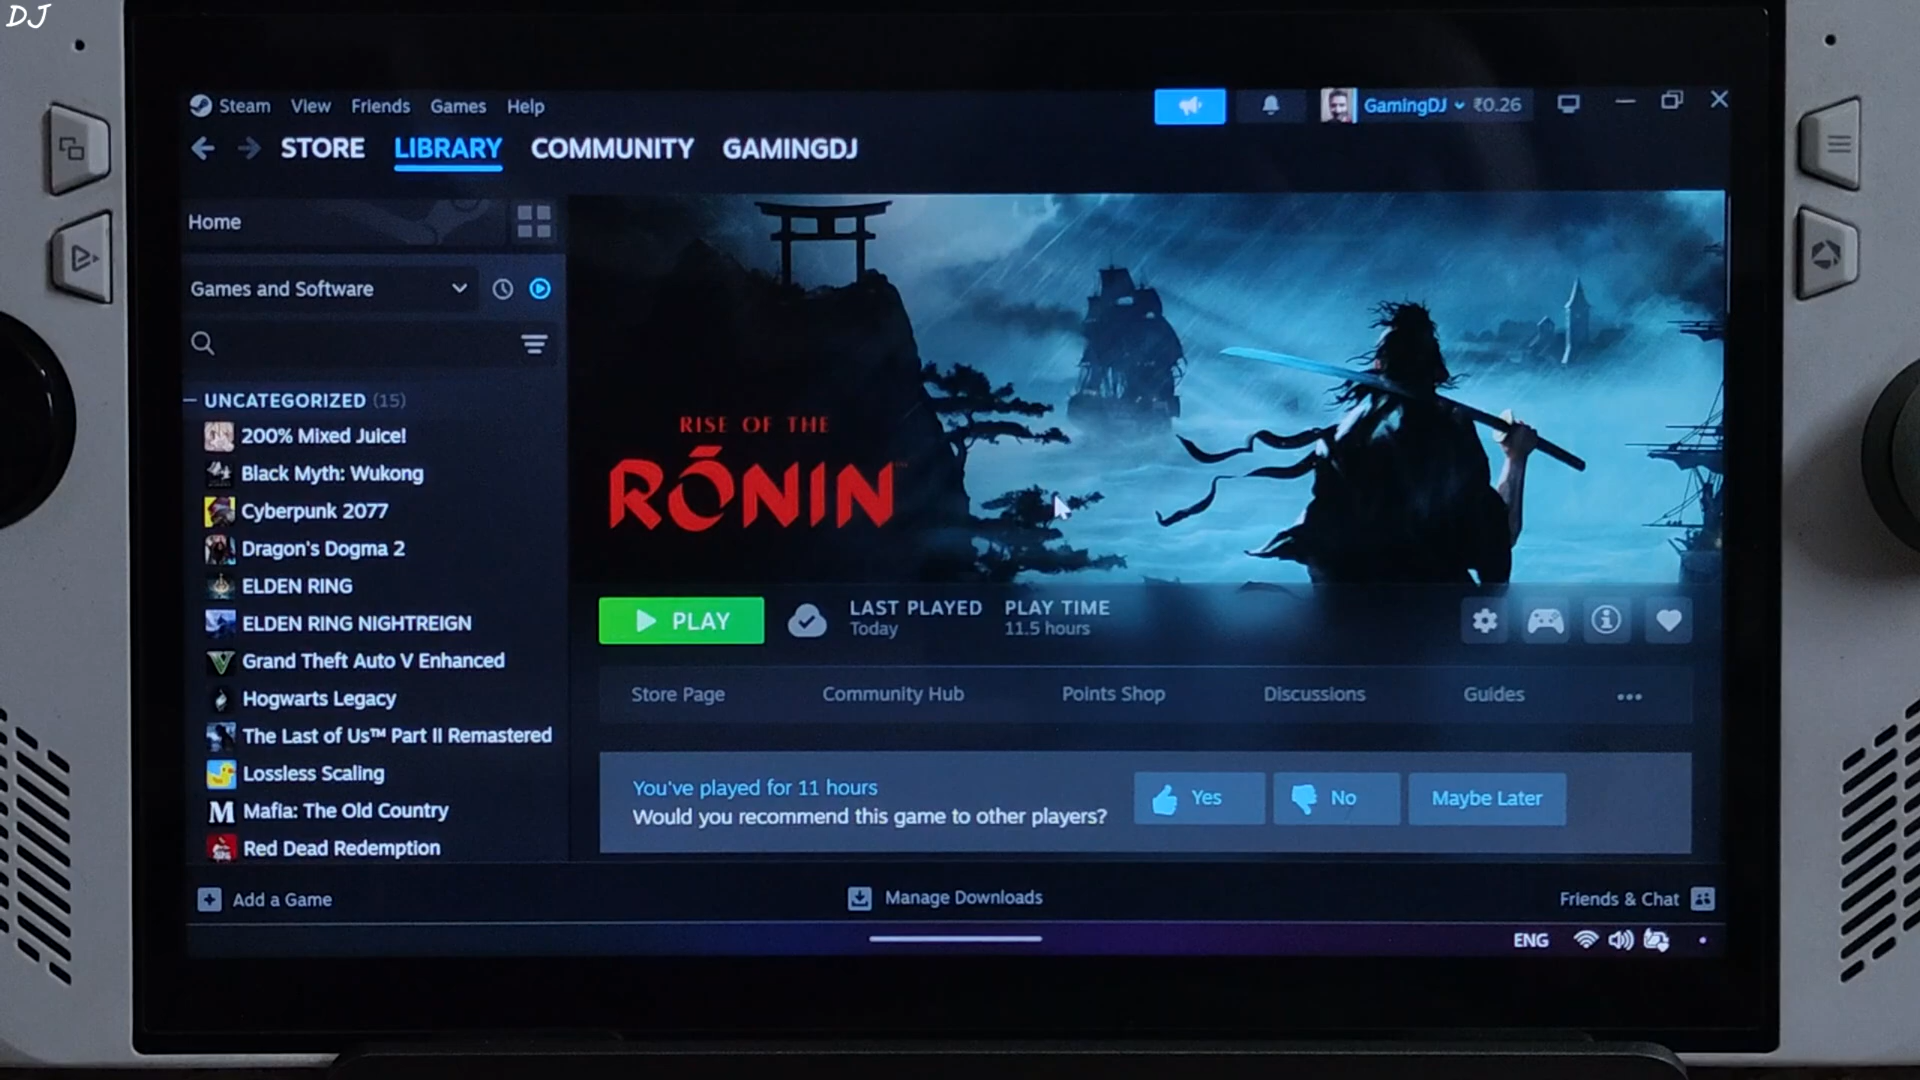 DJ
Steam View Friends Games Help
GamingDJ ₹0.26
STORE LIBRARY COMMUNITY GAMINGDJ
Home
Games and Software
UNCATEGORIZED (15)
200% Mixed Juice!
Black Myth: Wukong
Cyberpunk 2077
Dragon's Dogma 2
ELDEN RING
ELDEN RING NIGHTREIGN
Grand Theft Auto V Enhanced
Hogwarts Legacy
The Last of Us™ Part II Remastered
Lossless Scaling
Mafia: The Old Country
Red Dead Redemption
RISE OF THE
RŌNIN
PLAY
LAST PLAYED
Today
PLAY TIME
11.5 hours
Store Page Community Hub Points Shop Discussions Guides
You've played for 11 hours
Would you recommend this game to other players?
Yes No Maybe Later
Add a Game Manage Downloads Friends & Chat
ENG